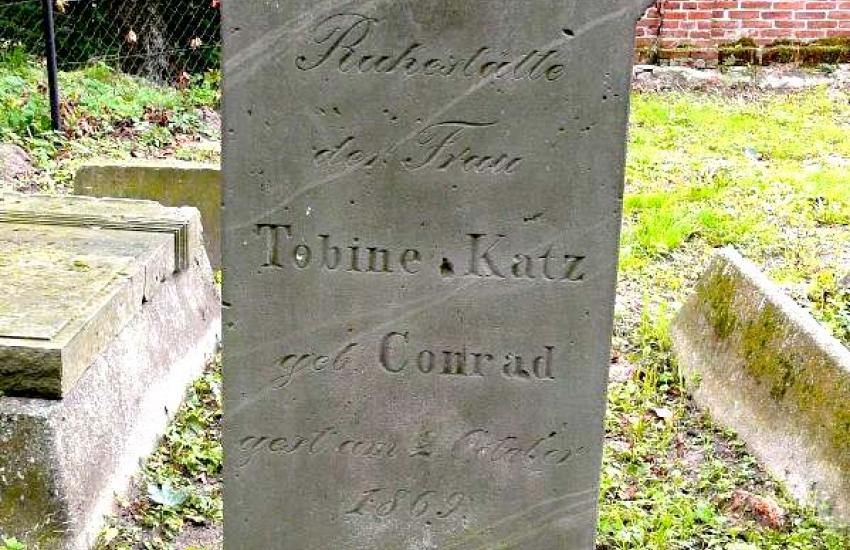 Ruhestätte
der Frau
Tobine Katz
geb. Conrad
gest. am October
1869